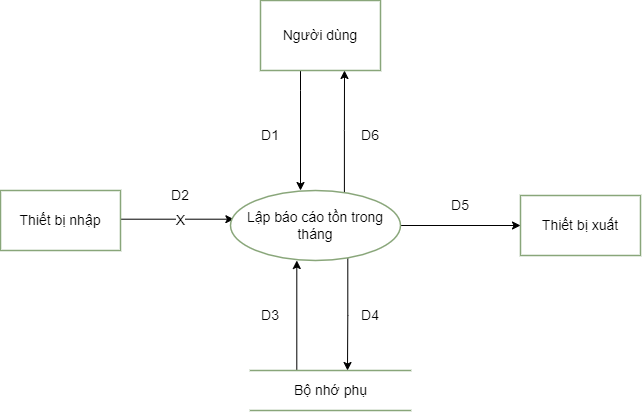 Người dùng
D1
D6
D2
Thiết bị nhập
X
Lập báo cáo tồn trong
tháng
D5
Thiết bị xuất
D3
D4
Bộ nhớ phụ